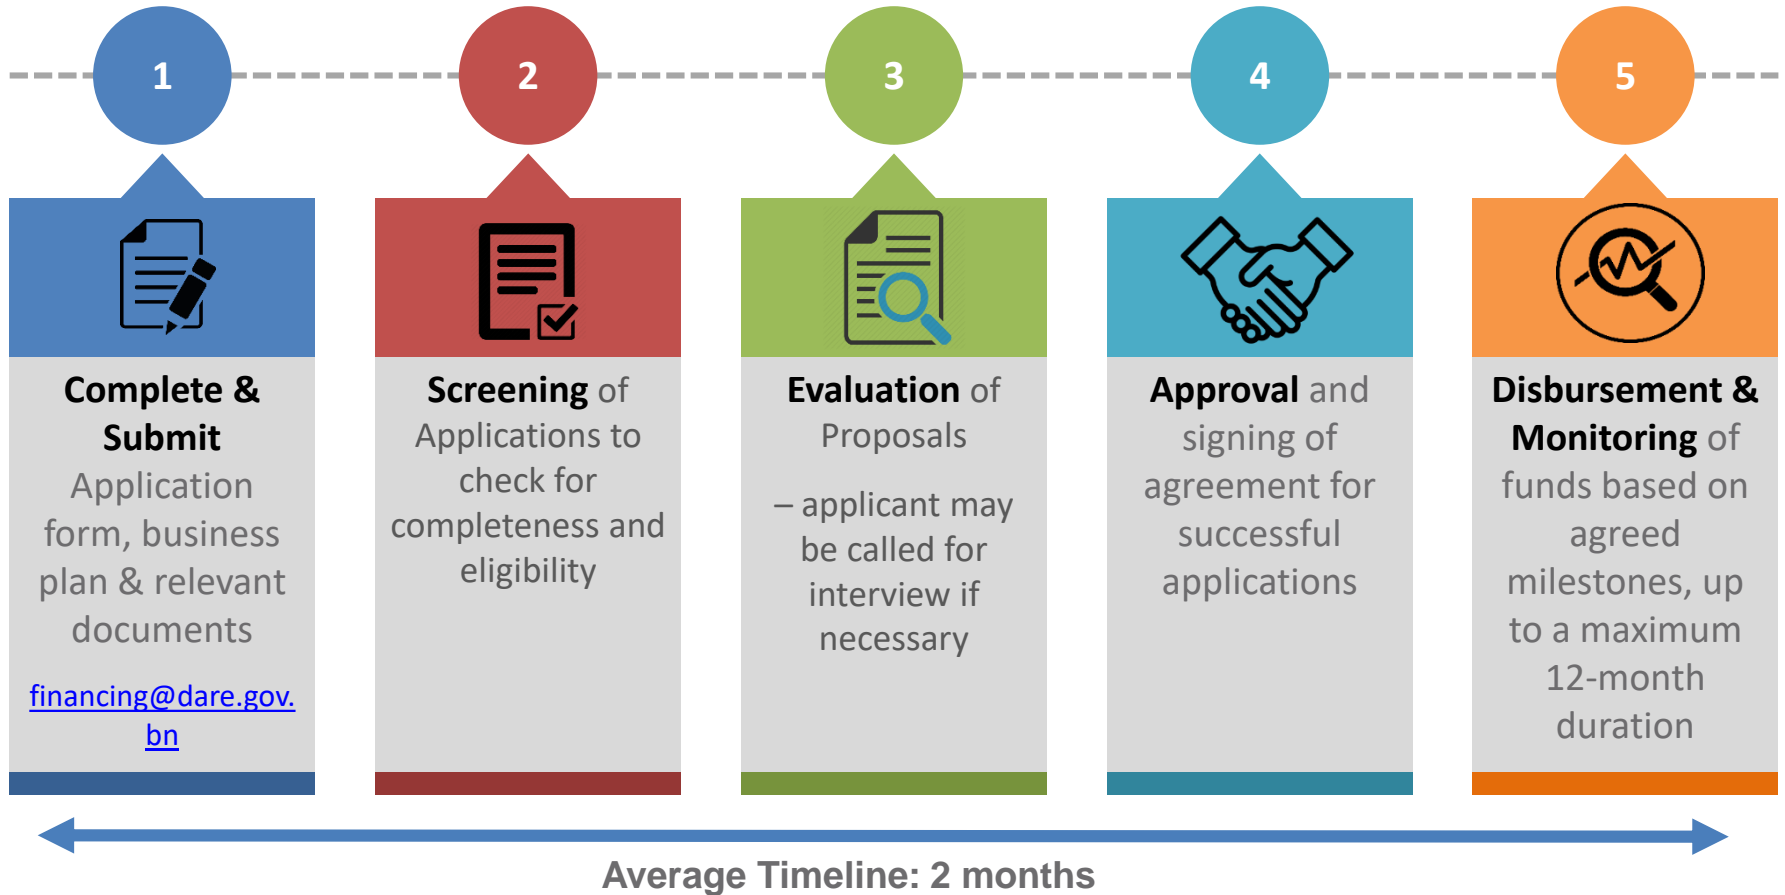 1
2
3
4
5
Complete &
Submit
Application
form, business
plan & relevant
documents
financing@dare.gov.
bn
Screening of
Applications to
check for
completeness and
eligibility
Evaluation of
Proposals
– applicant may
be called for
interview if
necessary
Approval and
signing of
agreement for
successful
applications
Disbursement &
Monitoring of
funds based on
agreed
milestones, up
to a maximum
12-month
duration
Average Timeline: 2 months